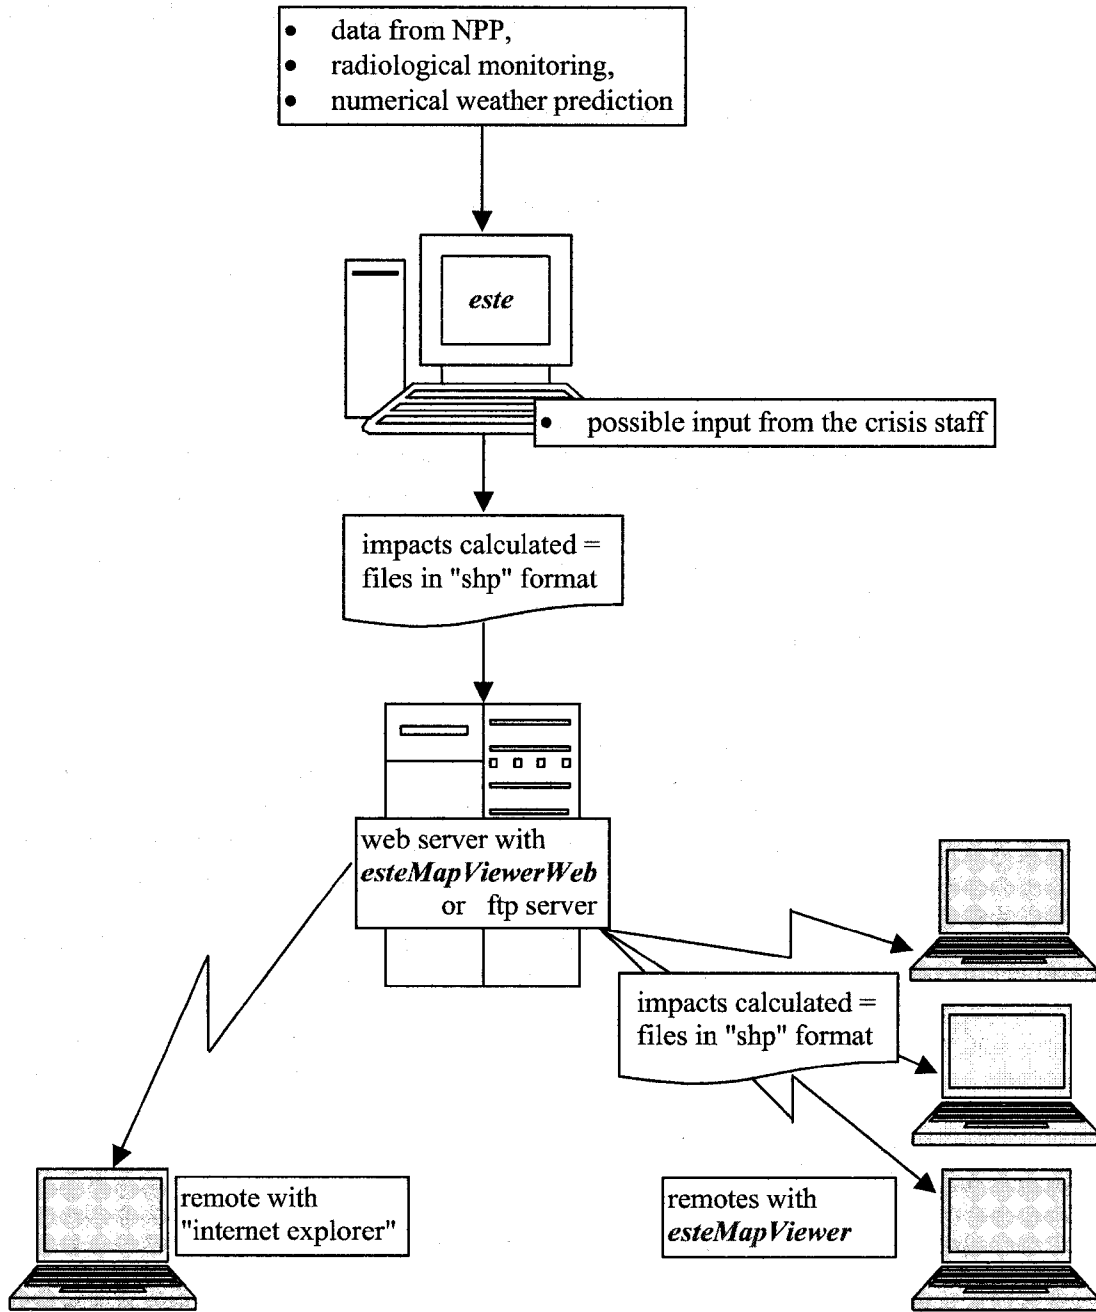 • data from NPP,
• radiological monitoring,
• numerical weather prediction
este
• possible input from the crisis staff
impacts calculated =
files in "shp" format
web server with
esteMapViewerWeb
or ftp server
impacts calculated =
files in "shp" format
remote with
"internet explorer"
remotes with
esteMapViewer